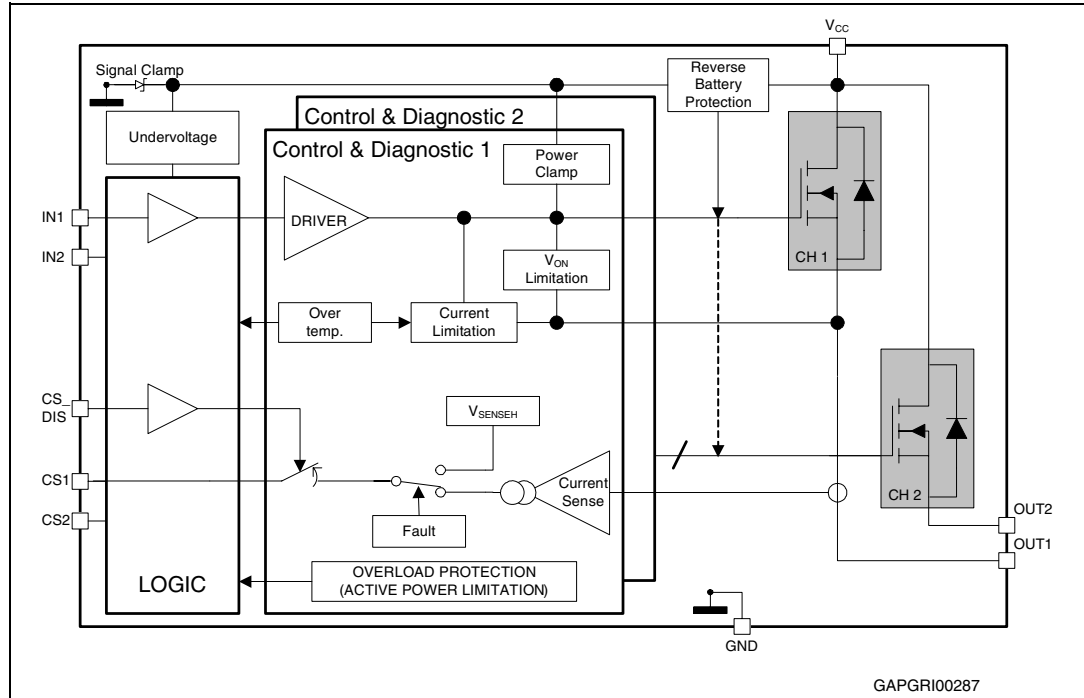 VCC
Signal Clamp
Reverse
Battery
Protection
Control & Diagnostic 2
Undervoltage
Control & Diagnostic 1
Power
Clamp
IN1
DRIVER
IN2
VON
Limitation
CH 1
Over
temp.
Current
Limitation
CS_
DIS
VSENSEH
CS1
Current
Sense
CS2
Fault
CH 2
OUT2
OUT1
LOGIC
OVERLOAD PROTECTION
(ACTIVE POWER LIMITATION)
GND
GAPGRI00287